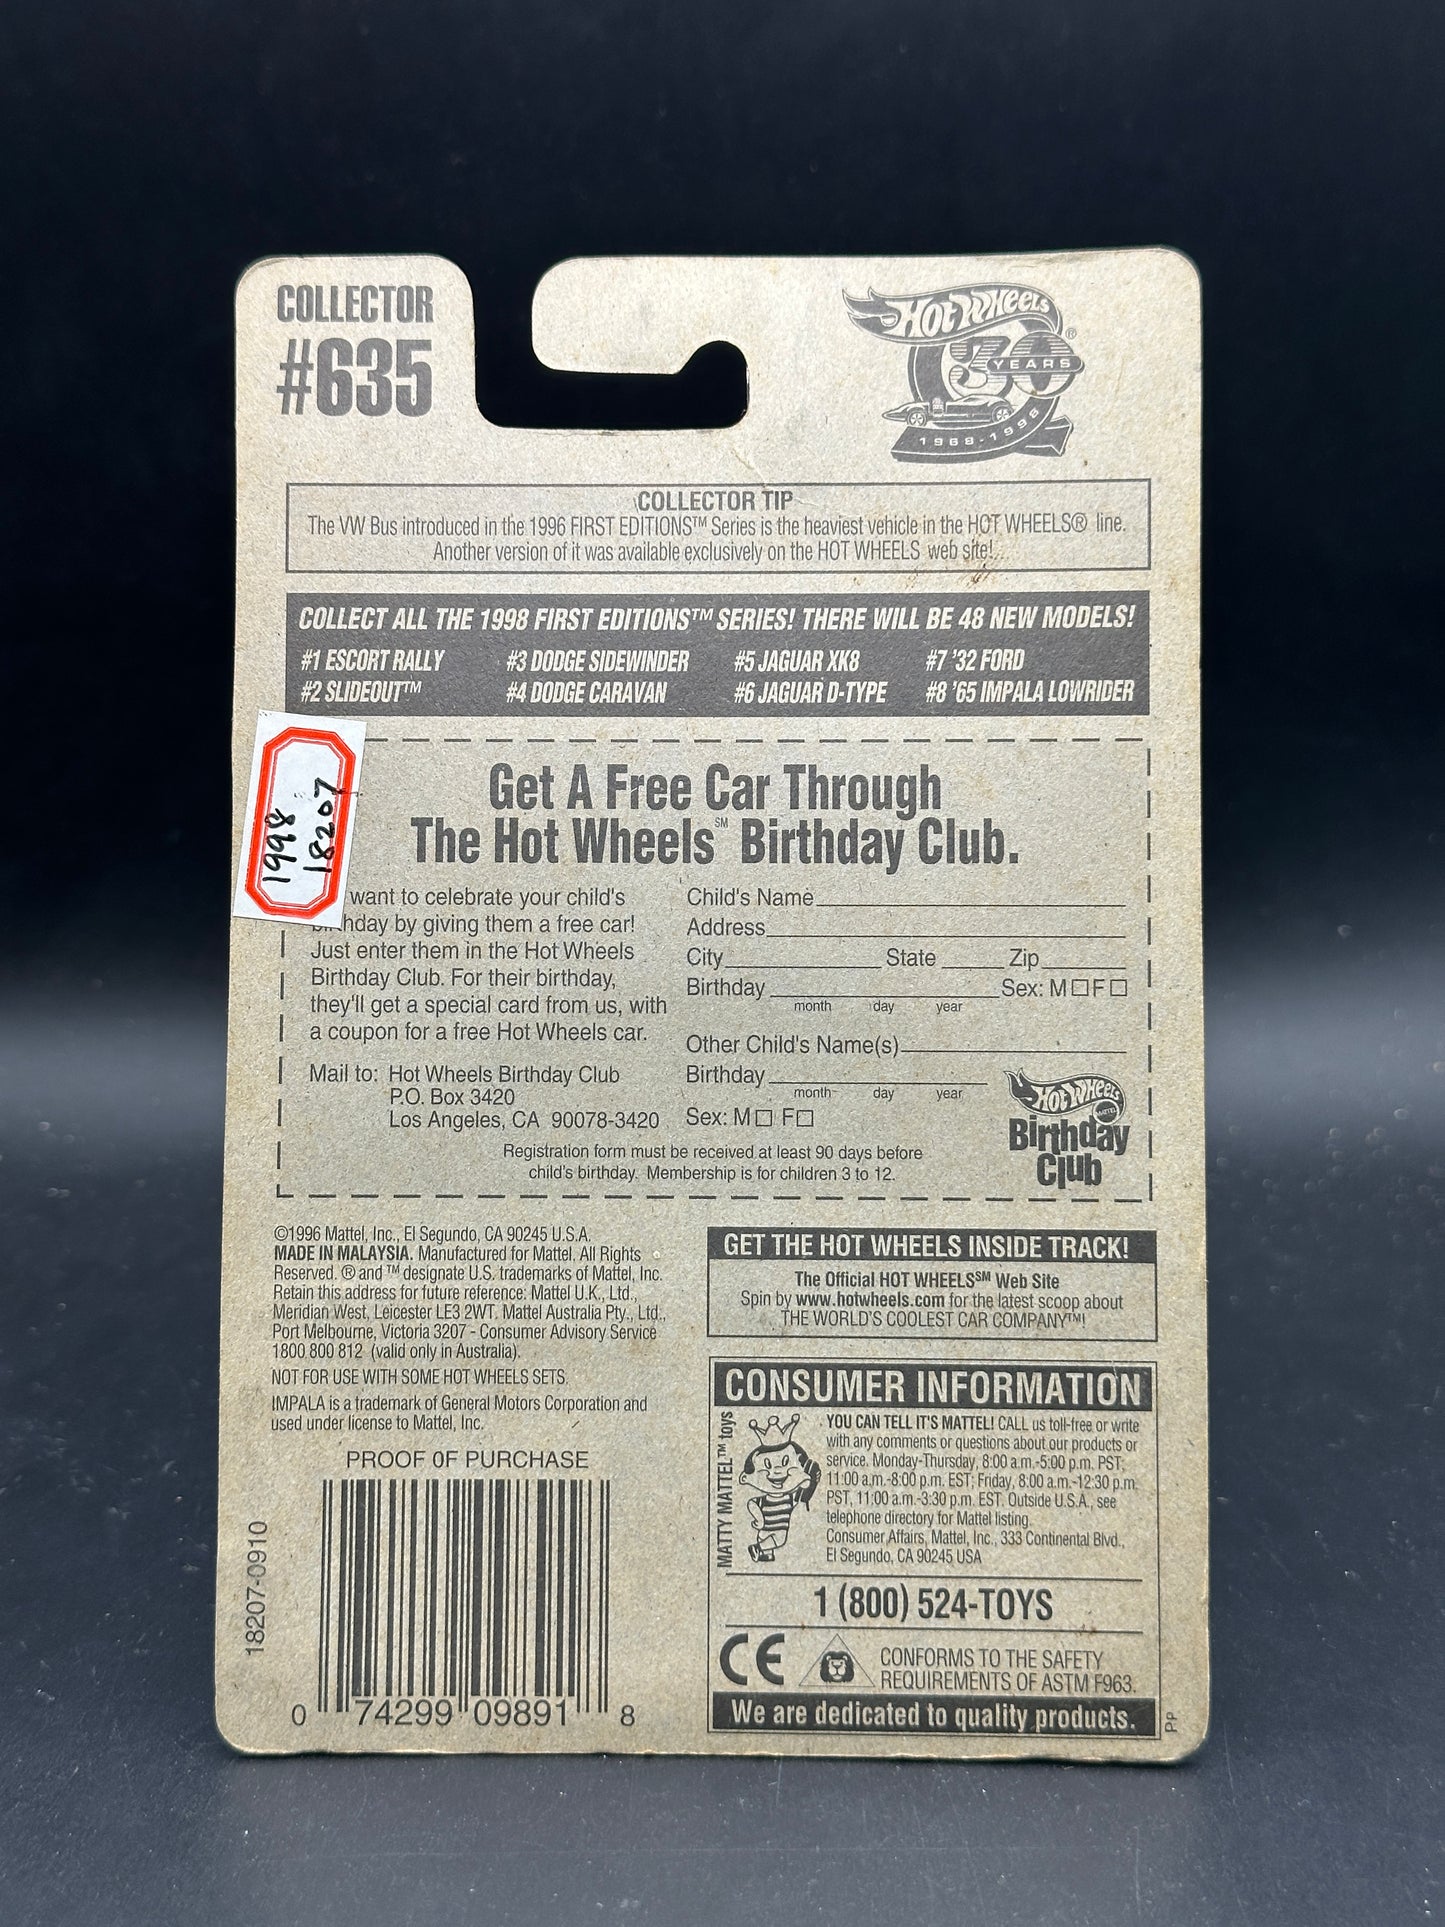 COLLECTOR
#635
HOT WHEELS ®
30 YEARS
1968-1998
COLLECTOR TIP
The VW Bus introduced in the 1996 FIRST EDITIONS™ Series is the heaviest vehicle in the HOT WHEELS® line.
Another version of it was available exclusively on the HOT WHEELS web site!
COLLECT ALL THE 1998 FIRST EDITIONS™ SERIES! THERE WILL BE 48 NEW MODELS!
#1 ESCORT RALLY #3 DODGE SIDEWINDER #5 JAGUAR XK8 #7 '32 FORD
#2 SLIDEOUT™ #4 DODGE CARAVAN #6 JAGUAR D-TYPE #8 '65 IMPALA LOWRIDER
1998
18207
Get A Free Car Through
The Hot Wheels℠ Birthday Club.
want to celebrate your child's
by giving them a free car!
Just enter them in the Hot Wheels
Birthday Club. For their birthday,
they'll get a special card from us, with
a coupon for a free Hot Wheels car.
Mail to: Hot Wheels Birthday Club
P.O. Box 3420
Los Angeles, CA 90078-3420
Child's Name
Address
City State Zip
Birthday Sex: M F
month day year
Other Child's Name(s)
Birthday
month day year
Sex: M F
HOT WHEELS
MATTEL
Birthday
Club
Registration form must be received at least 90 days before
child's birthday. Membership is for children 3 to 12.
©1996 Mattel, Inc., El Segundo, CA 90245 U.S.A.
MADE IN MALAYSIA. Manufactured for Mattel. All Rights
Reserved. ® and ™ designate U.S. trademarks of Mattel, Inc.
Retain this address for future reference: Mattel U.K., Ltd.,
Meridian West, Leicester LE3 2WT. Mattel Australia Pty., Ltd.,
Port Melbourne, Victoria 3207 - Consumer Advisory Service
1800 800 812 (valid only in Australia).
NOT FOR USE WITH SOME HOT WHEELS SETS.
IMPALA is a trademark of General Motors Corporation and
used under license to Mattel, Inc.
PROOF OF PURCHASE
18207-0910
0 74299 09891 8
GET THE HOT WHEELS INSIDE TRACK!
The Official HOT WHEELS℠ Web Site
Spin by www.hotwheels.com for the latest scoop about
THE WORLD'S COOLEST CAR COMPANY™!
CONSUMER INFORMATION
MATTY MATTEL™ toys
YOU CAN TELL IT'S MATTEL! CALL us toll-free or write
with any comments or questions about our products or
service. Monday-Thursday, 8:00 a.m.-5:00 p.m. PST;
11:00 a.m.-8:00 p.m. EST; Friday, 8:00 a.m.-12:30 p.m.
PST, 11:00 a.m.-3:30 p.m. EST. Outside U.S.A., see
telephone directory for Mattel listing.
Consumer Affairs, Mattel, Inc., 333 Continental Blvd.,
El Segundo, CA 90245 USA
1 (800) 524-TOYS
CE
CONFORMS TO THE SAFETY
REQUIREMENTS OF ASTM F963.
We are dedicated to quality products.
PP